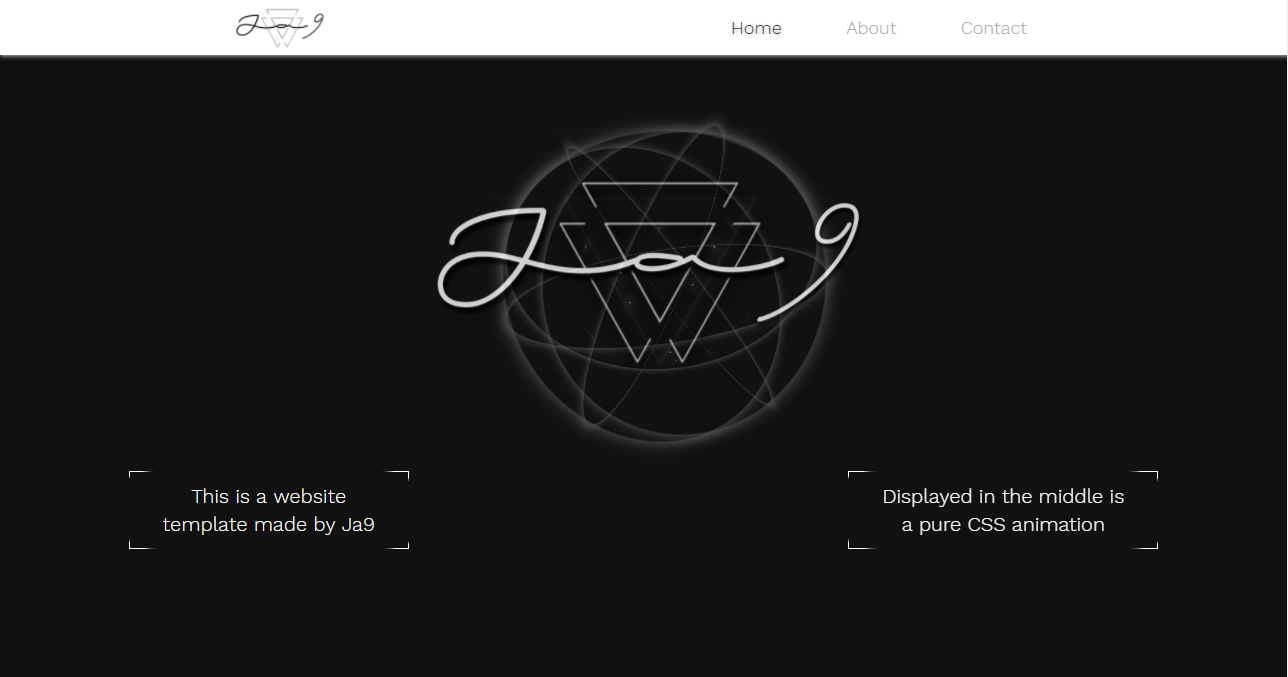 Ja9
Home
About
Contact
Ja9
This is a website
template made by Ja9
Displayed in the middle is
a pure CSS animation